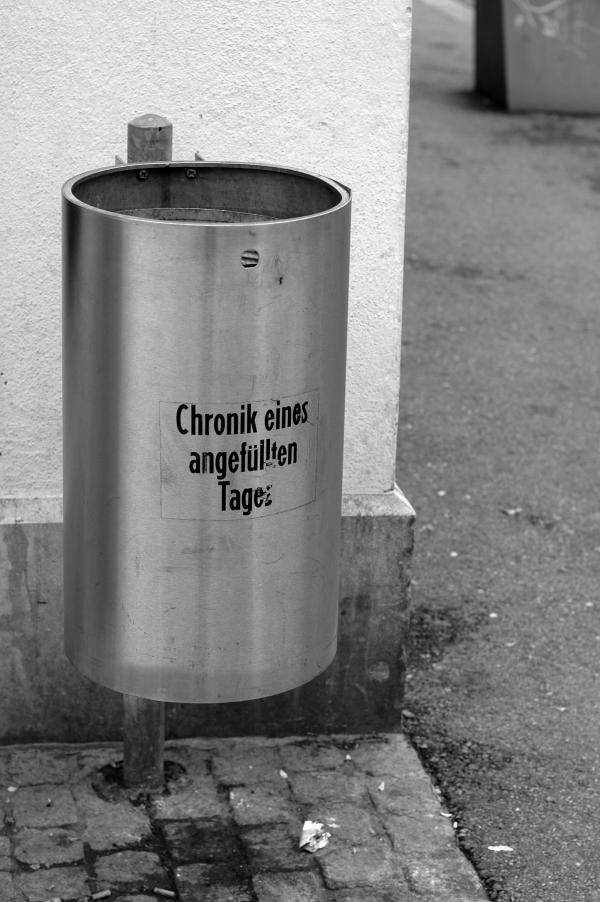 Chronik eines
angefüllten
Tages